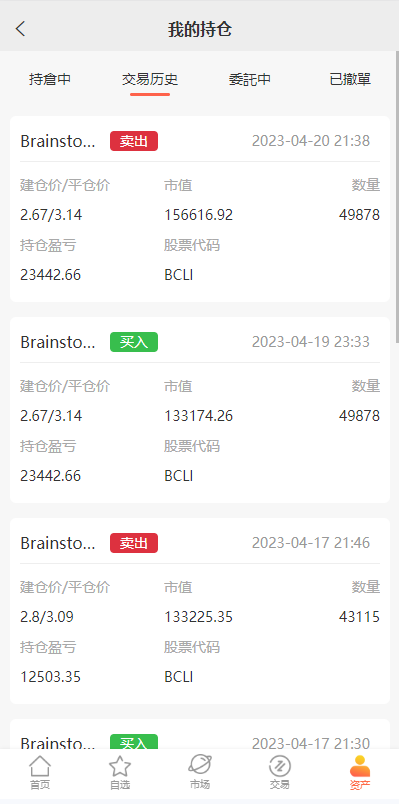 我的持仓
持倉中 交易历史 委託中 已撤單
Brainsto... 卖出 2023-04-20 21:38
建仓价/平仓价 市值 数量
2.67/3.14 156616.92 49878
持仓盈亏 股票代码
23442.66 BCLI
Brainsto... 买入 2023-04-19 23:33
建仓价/平仓价 市值 数量
2.67/3.14 133174.26 49878
持仓盈亏 股票代码
23442.66 BCLI
Brainsto... 卖出 2023-04-17 21:46
建仓价/平仓价 市值 数量
2.8/3.09 133225.35 43115
持仓盈亏 股票代码
12503.35 BCLI
Brainsto... 买入 2023-04-17 21:30
首页 自选 市场 交易 资产